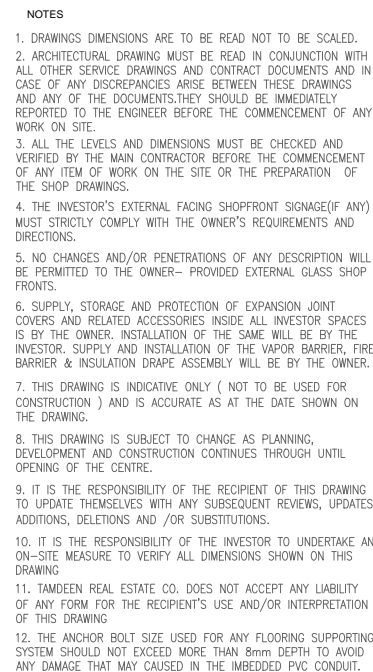 NOTES
1. DRAWINGS DIMENSIONS ARE TO BE READ NOT TO BE SCALED.
2. ARCHITECTURAL DRAWING MUST BE READ IN CONJUNCTION WITH
ALL OTHER SERVICE DRAWINGS AND CONTRACT DOCUMENTS AND IN
CASE OF ANY DISCREPANCIES ARISE BETWEEN THESE DRAWINGS
AND ANY OF THE DOCUMENTS.THEY SHOULD BE IMMEDIATELY
REPORTED TO THE ENGINEER BEFORE THE COMMENCEMENT OF ANY
WORK ON SITE.
3. ALL THE LEVELS AND DIMENSIONS MUST BE CHECKED AND
VERIFIED BY THE MAIN CONTRACTOR BEFORE THE COMMENCEMENT
OF ANY ITEM OF WORK ON THE SITE OR THE PREPARATION OF
THE SHOP DRAWINGS.
4. THE INVESTOR'S EXTERNAL FACING SHOPFRONT SIGNAGE(IF ANY)
MUST STRICTLY COMPLY WITH THE OWNER'S REQUIREMENTS AND
DIRECTIONS.
5. NO CHANGES AND/OR PENETRATIONS OF ANY DESCRIPTION WILL
BE PERMITTED TO THE OWNER– PROVIDED EXTERNAL GLASS SHOP
FRONTS.
6. SUPPLY, STORAGE AND PROTECTION OF EXPANSION JOINT
COVERS AND RELATED ACCESSORIES INSIDE ALL INVESTOR SPACES
IS BY THE OWNER. INSTALLATION OF THE SAME WILL BE BY THE
INVESTOR. SUPPLY AND INSTALLATION OF THE VAPOR BARRIER, FIRE
BARRIER & INSULATION DRAPE ASSEMBLY WILL BE BY THE OWNER.
7. THIS DRAWING IS INDICATIVE ONLY ( NOT TO BE USED FOR
CONSTRUCTION ) AND IS ACCURATE AS AT THE DATE SHOWN ON
THE DRAWING.
8. THIS DRAWING IS SUBJECT TO CHANGE AS PLANNING,
DEVELOPMENT AND CONSTRUCTION CONTINUES THROUGH UNTIL
OPENING OF THE CENTRE.
9. IT IS THE RESPONSIBILITY OF THE RECIPIENT OF THIS DRAWING
TO UPDATE THEMSELVES WITH ANY SUBSEQUENT REVIEWS, UPDATES
ADDITIONS, DELETIONS AND /OR SUBSTITUTIONS.
10. IT IS THE RESPONSIBILITY OF THE INVESTOR TO UNDERTAKE AN
ON–SITE MEASURE TO VERIFY ALL DIMENSIONS SHOWN ON THIS
DRAWING
11. TAMDEEN REAL ESTATE CO. DOES NOT ACCEPT ANY LIABILITY
OF ANY FORM FOR THE RECIPIENT'S USE AND/OR INTERPRETATION
OF THIS DRAWING
12. THE ANCHOR BOLT SIZE USED FOR ANY FLOORING SUPPORTING
SYSTEM SHOULD NOT EXCEED MORE THAN 8mm DEPTH TO AVOID
ANY DAMAGE THAT MAY CAUSED IN THE IMBEDDED PVC CONDUIT.